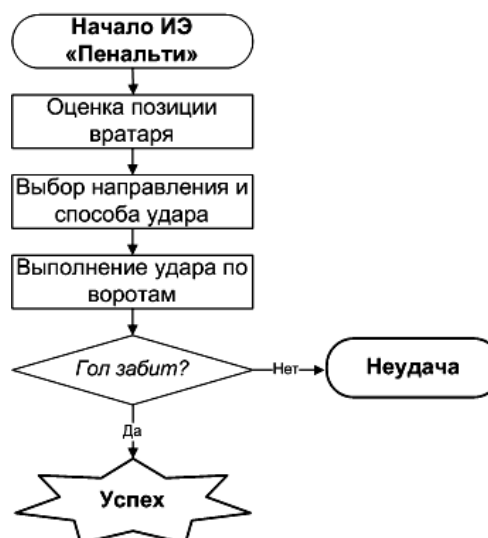 Начало ИЭ
«Пенальти»
Оценка позиции
вратаря
Выбор направления и
способа удара
Выполнение удара по
воротам
Гол забит?
Нет
Неудача
Да
Успех